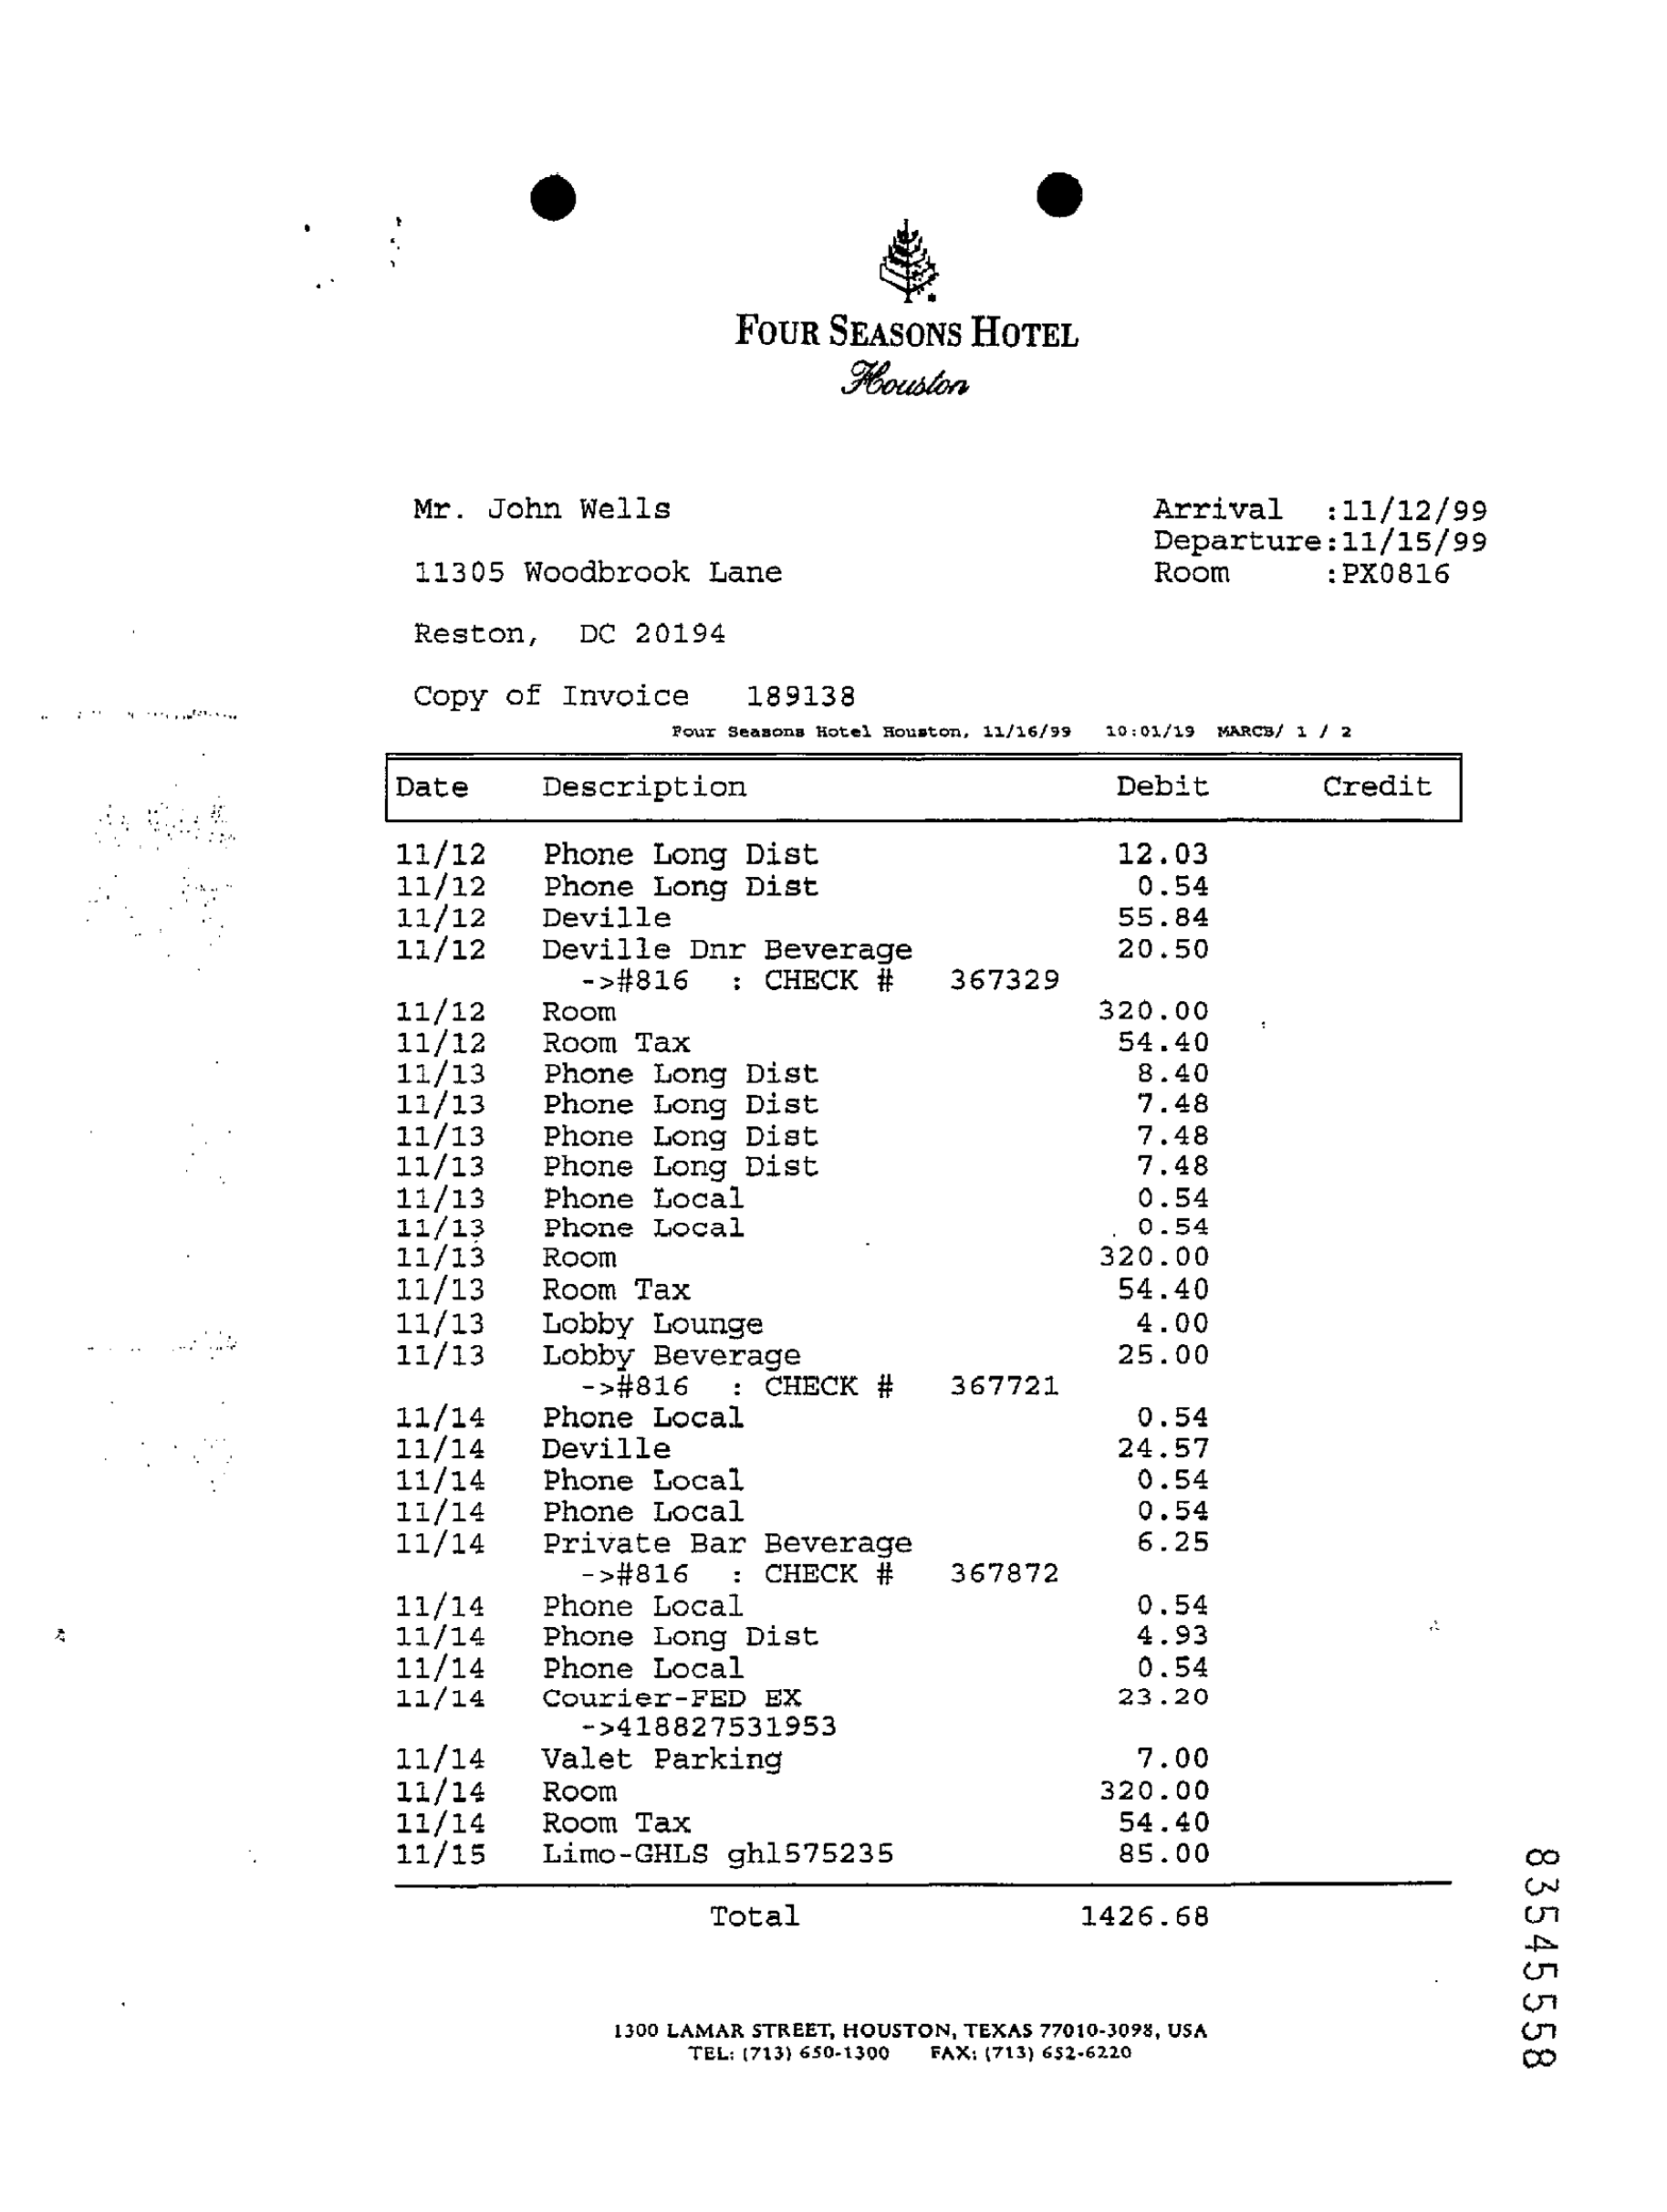 FOUR SEASONS HOTEL
Houston
Mr. John Wells
Arrival :11/12/99
Departure:11/15/99
11305 Woodbrook Lane
Room :PX0816
Reston, DC 20194
Copy of Invoice 189138
Four Seasons Hotel Houston, 11/16/99 10:01/19 MARCB/ 1 / 2
Date Description Debit Credit
11/12 Phone Long Dist 12.03
11/12 Phone Long Dist 0.54
11/12 Deville 55.84
11/12 Deville Dnr Beverage 20.50
->#816 : CHECK # 367329
11/12 Room 320.00
11/12 Room Tax 54.40
11/13 Phone Long Dist 8.40
11/13 Phone Long Dist 7.48
11/13 Phone Long Dist 7.48
11/13 Phone Long Dist 7.48
11/13 Phone Local 0.54
11/13 Phone Local 0.54
11/13 Room 320.00
11/13 Room Tax 54.40
11/13 Lobby Lounge 4.00
11/13 Lobby Beverage 25.00
->#816 : CHECK # 367721
11/14 Phone Local 0.54
11/14 Deville 24.57
11/14 Phone Local 0.54
11/14 Phone Local 0.54
11/14 Private Bar Beverage 6.25
->#816 : CHECK # 367872
11/14 Phone Local 0.54
11/14 Phone Long Dist 4.93
11/14 Phone Local 0.54
11/14 Courier-FED EX 23.20
->418827531953
11/14 Valet Parking 7.00
11/14 Room 320.00
11/14 Room Tax 54.40
11/15 Limo-GHLS ghl575235 85.00
Total 1426.68
1300 LAMAR STREET, HOUSTON, TEXAS 77010-3098, USA
TEL: (713) 650-1300 FAX: (713) 652-6220
83545558